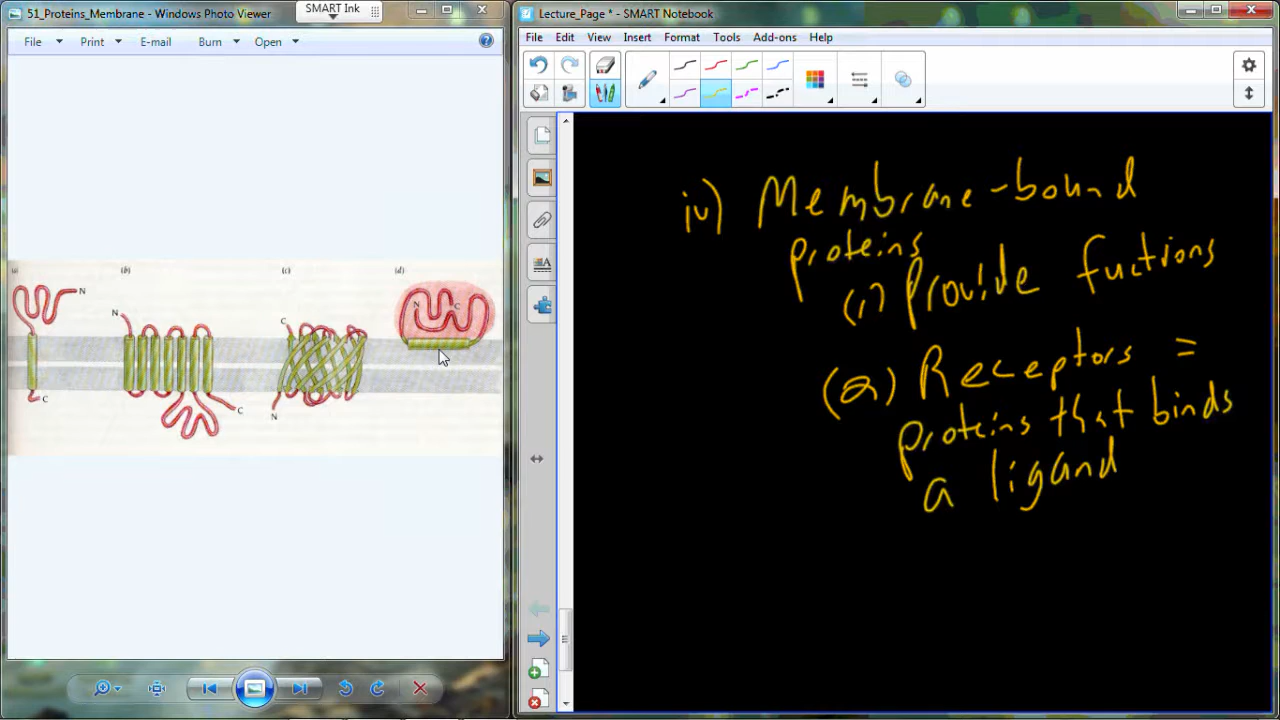 51_Proteins_Membrane - Windows Photo Viewer
SMART Ink
File Print E-mail Burn Open
(a) (b) (c) (d)
N
N
C
N C
C
C
N
Lecture_Page * - SMART Notebook
File Edit View Insert Format Tools Add-ons Help
iv) Membrane-bound
proteins
(i) Provide fuctions
(a) Receptors =
proteins that binds
a ligand